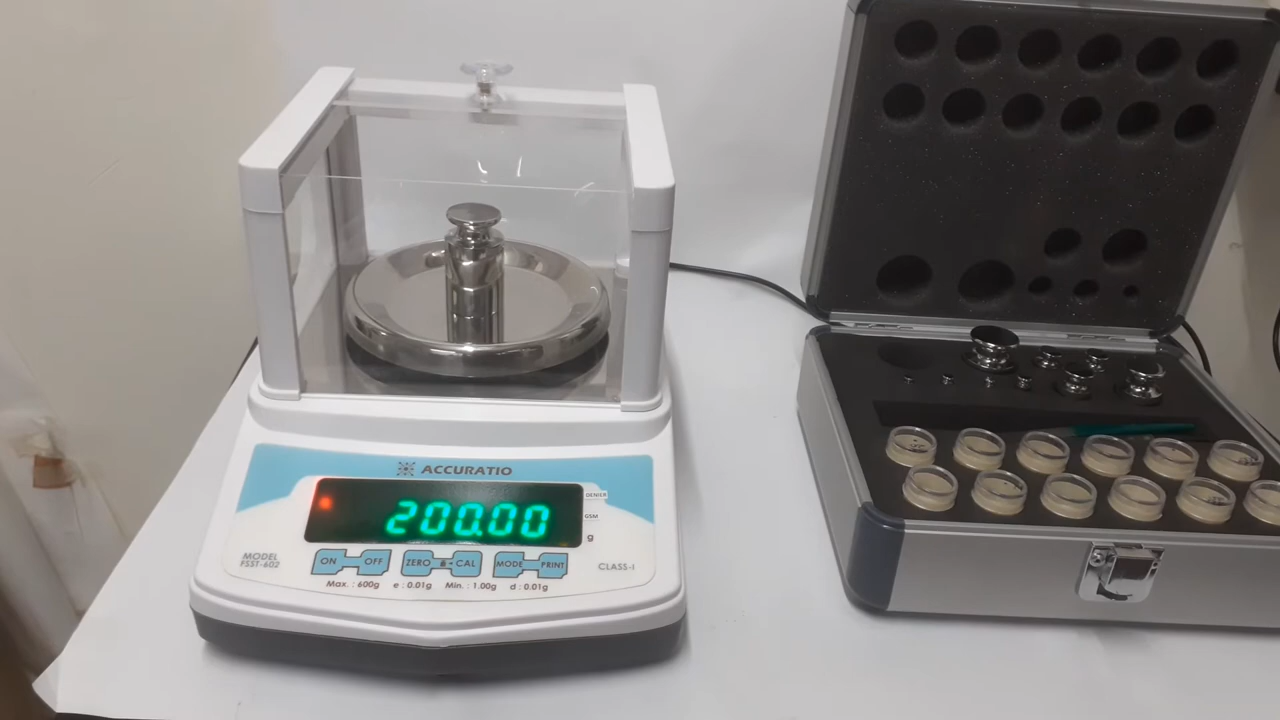 ACCURATIO
200.00
DENIER
GSM
g
MODEL
FSST-602
ON OFF ZERO CAL MODE PRINT
CLASS-I
Max. : 600g e : 0.01g Min. : 1.00g d : 0.01g